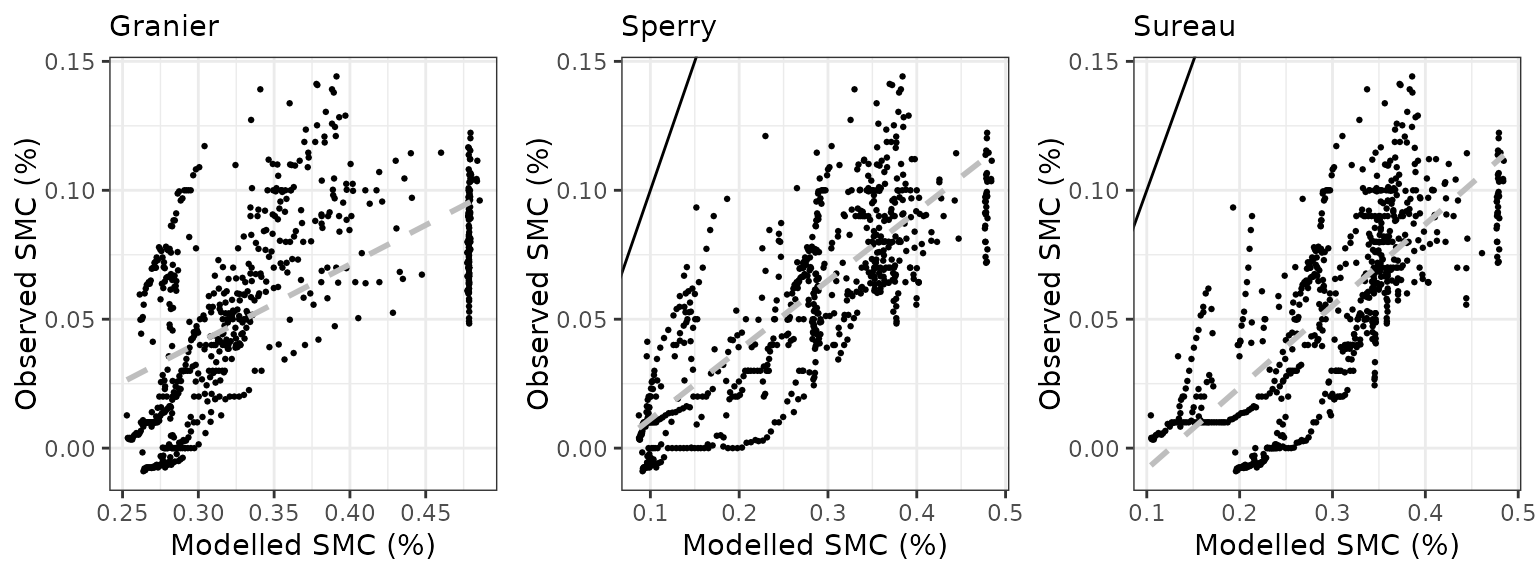 Granier
Observed SMC (%)
0.15
0.10
0.05
0.00
0.25 0.30 0.35 0.40 0.45
Modelled SMC (%)
Sperry
Observed SMC (%)
0.15
0.10
0.05
0.00
0.1 0.2 0.3 0.4 0.5
Modelled SMC (%)
Sureau
Observed SMC (%)
0.15
0.10
0.05
0.00
0.1 0.2 0.3 0.4 0.5
Modelled SMC (%)